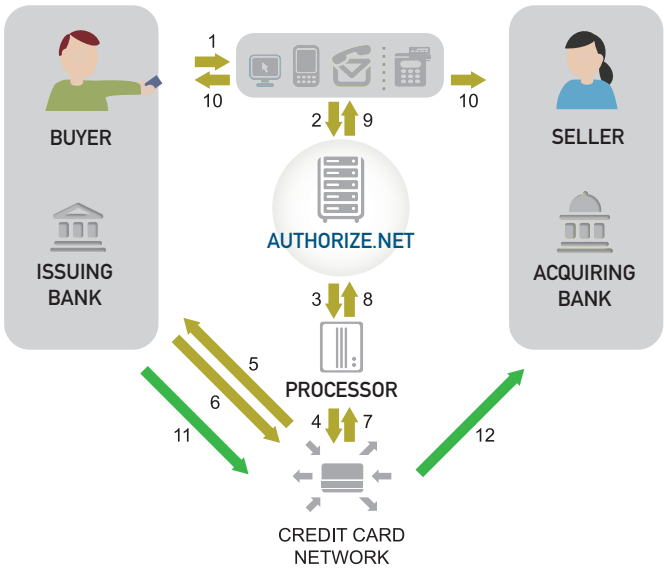 1
10
10
2
9
BUYER
SELLER
AUTHORIZE.NET
ISSUING
BANK
ACQUIRING
BANK
3
8
5
6
PROCESSOR
4
7
11
12
CREDIT CARD
NETWORK